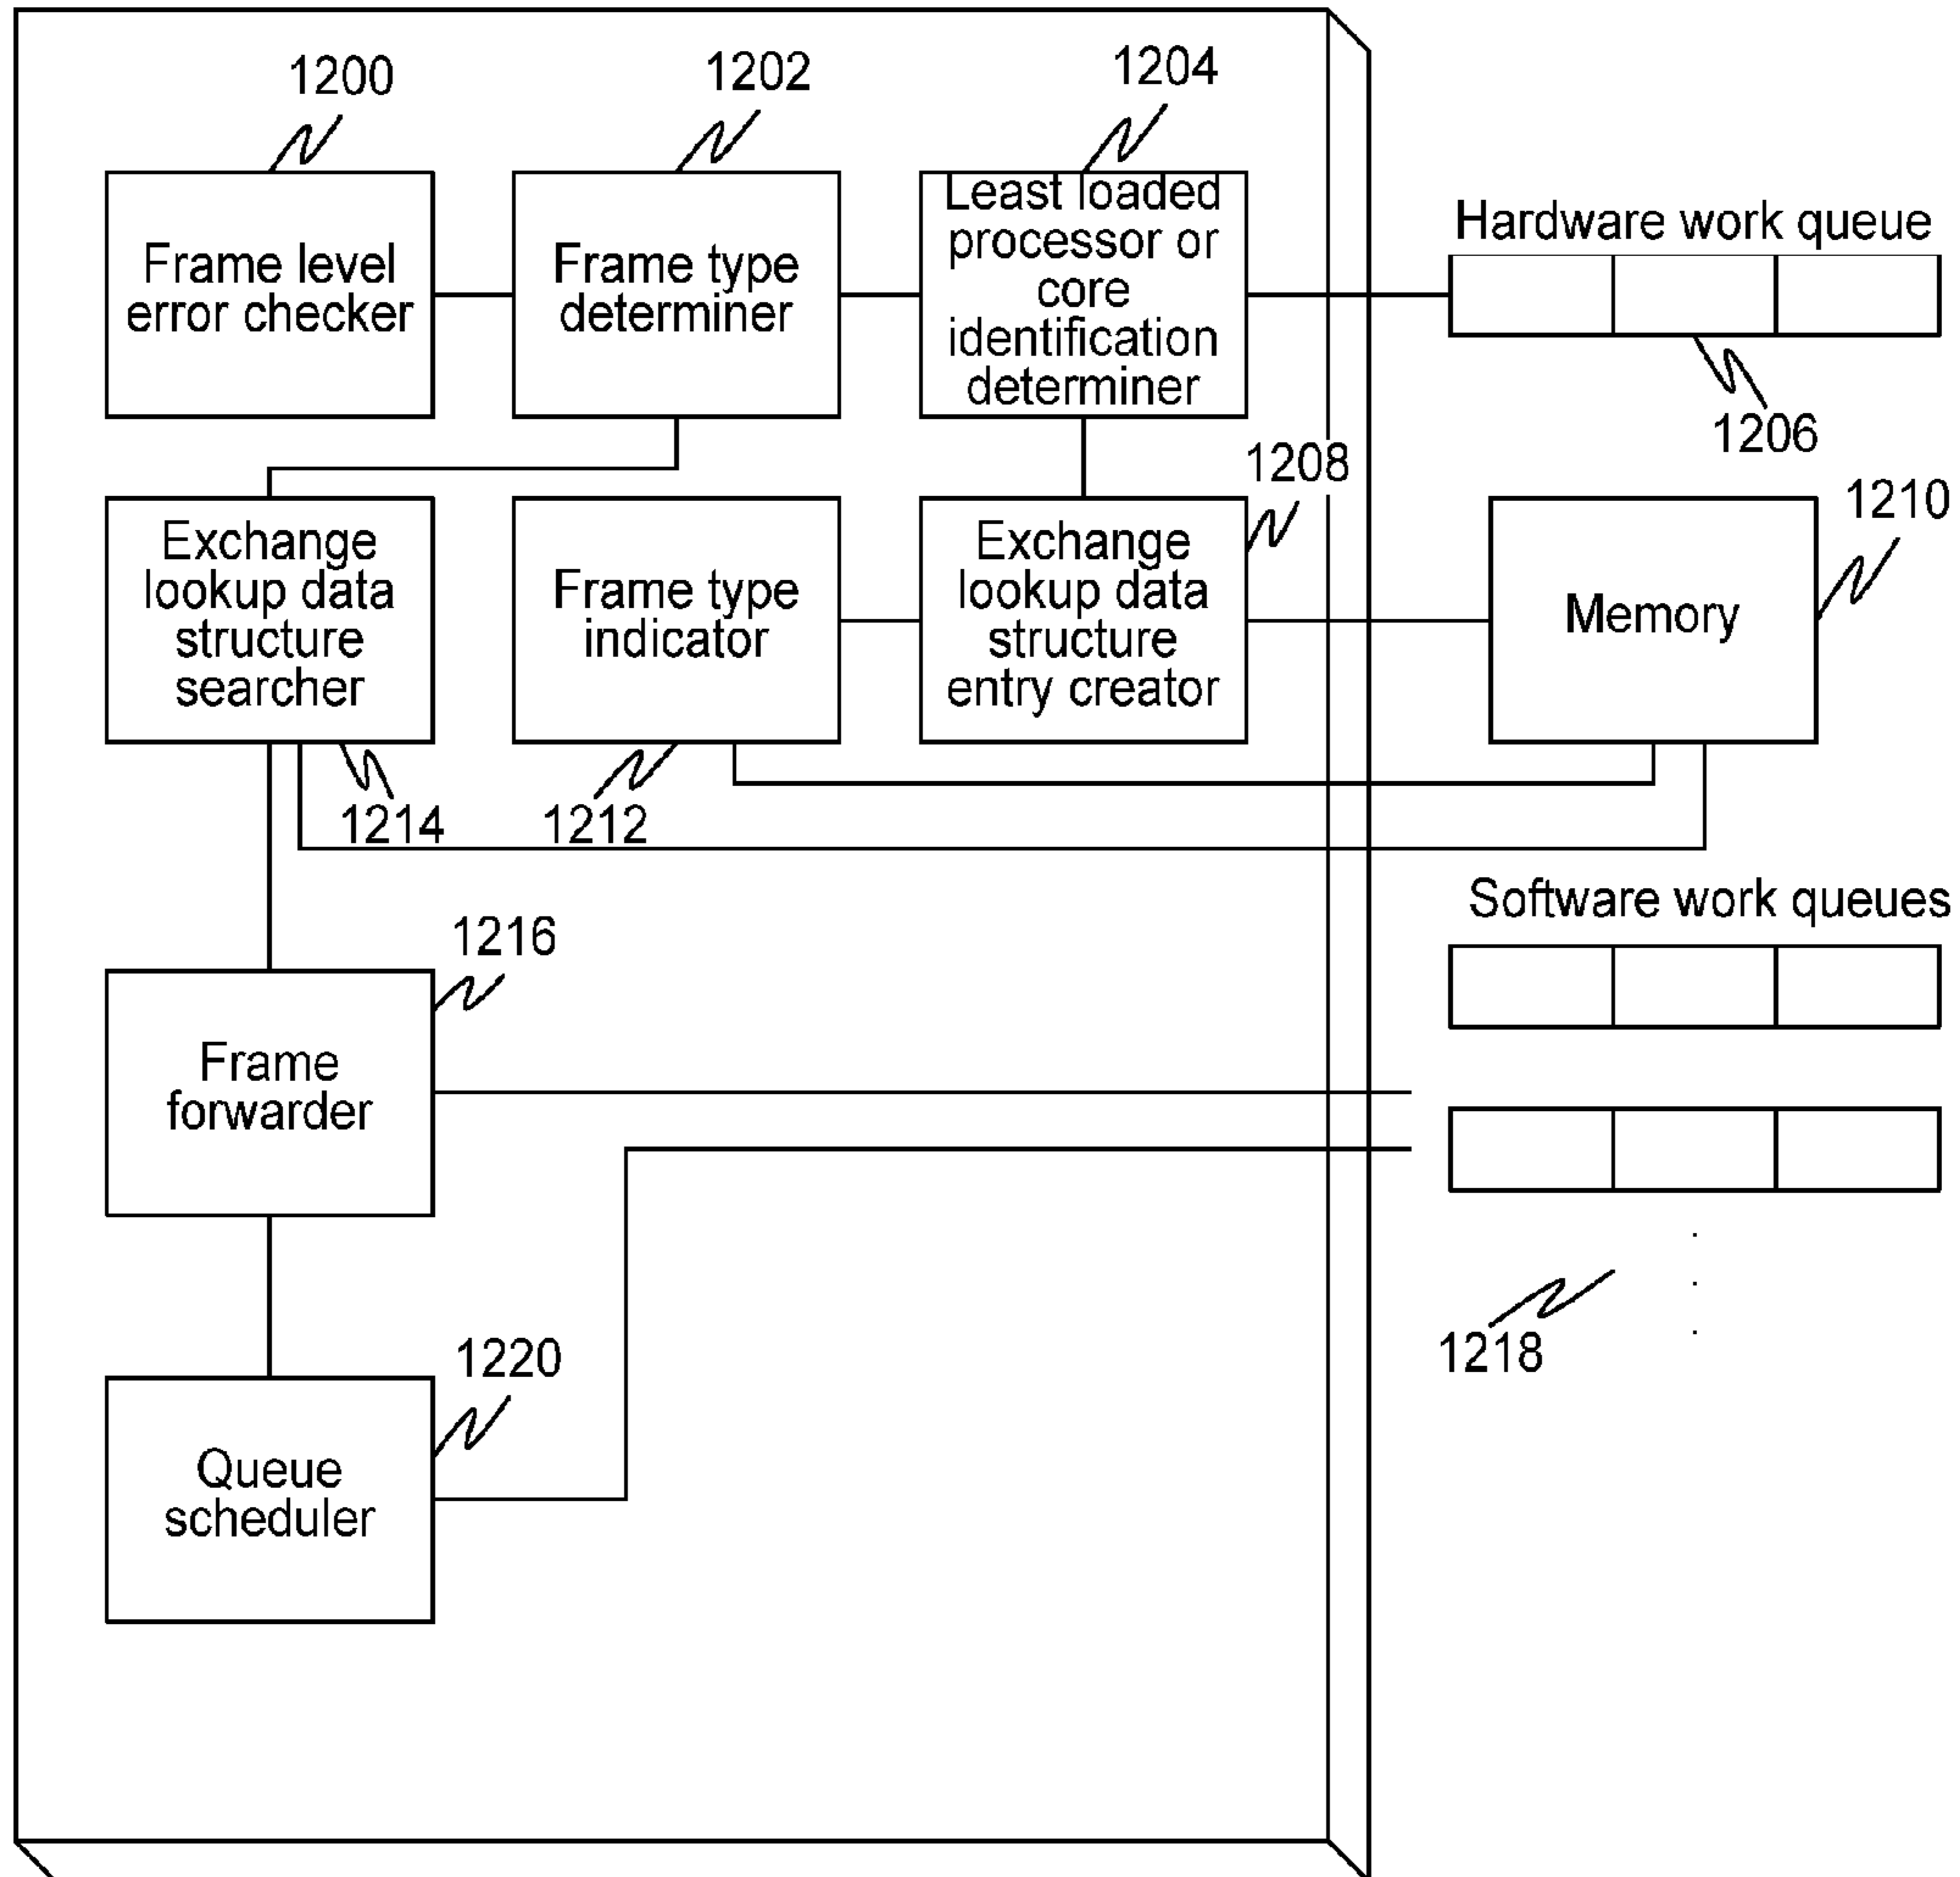 1200
1202
1204
Frame level
error checker
Frame type
determiner
Least loaded
processor or
core
identification
determiner
Hardware work queue
1206
1208
Exchange
lookup data
structure
searcher
Frame type
indicator
Exchange
lookup data
structure
entry creator
Memory
1210
1214
1212
Software work queues
1216
Frame
forwarder
1218
1220
Queue
scheduler